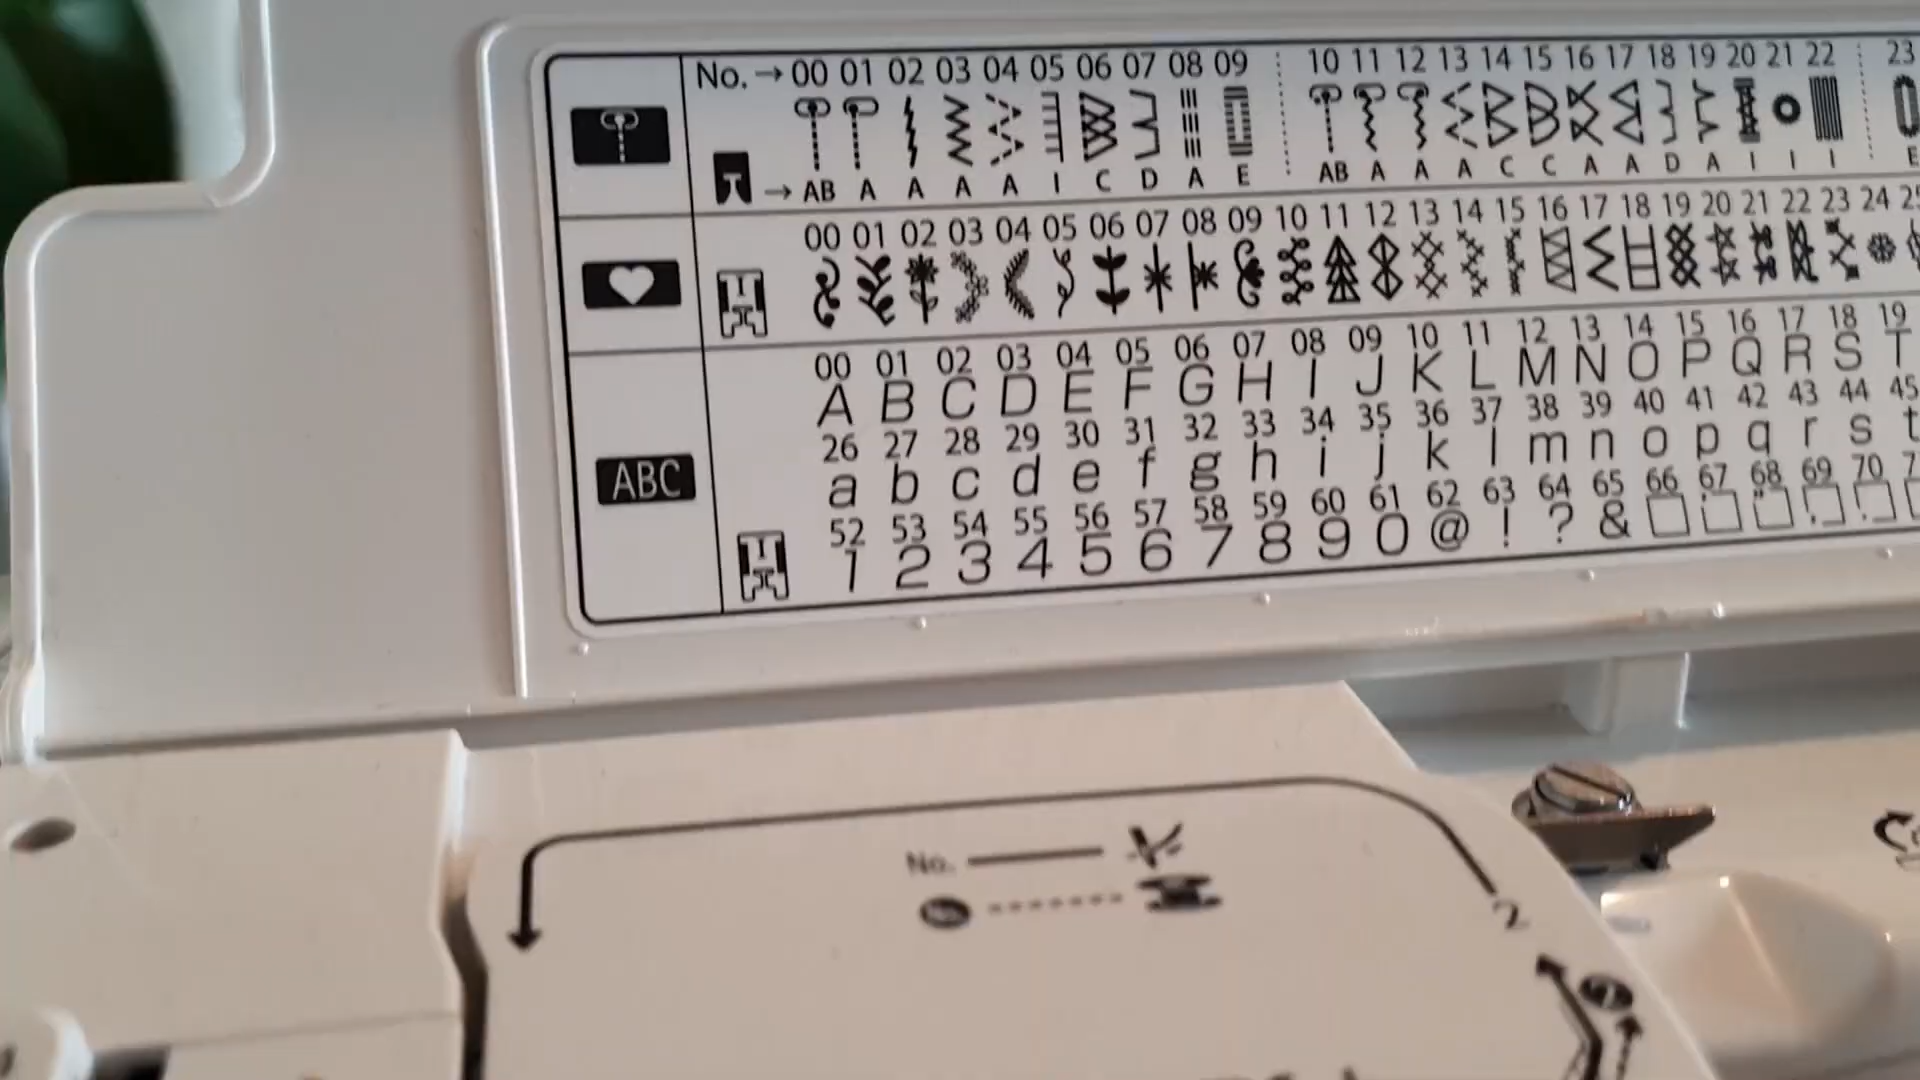 No. → 00 01 02 03 04 05 06 07 08 09 10 11 12 13 14 15 16 17 18 19 20 21 22 23
→ AB A A A A I C D A E AB A A A C C A A D A I I I E
00 01 02 03 04 05 06 07 08 09 10 11 12 13 14 15 16 17 18 19 20 21 22 23 24 25
00 01 02 03 04 05 06 07 08 09 10 11 12 13 14 15 16 17 18 19
A B C D E F G H I J K L M N O P Q R S T
26 27 28 29 30 31 32 33 34 35 36 37 38 39 40 41 42 43 44 45
ABC
a b c d e f g h i j k l m n o p q r s t
52 53 54 55 56 57 58 59 60 61 62 63 64 65 66 67 68 69 70
1 2 3 4 5 6 7 8 9 0 @ ! ? &
No.
2